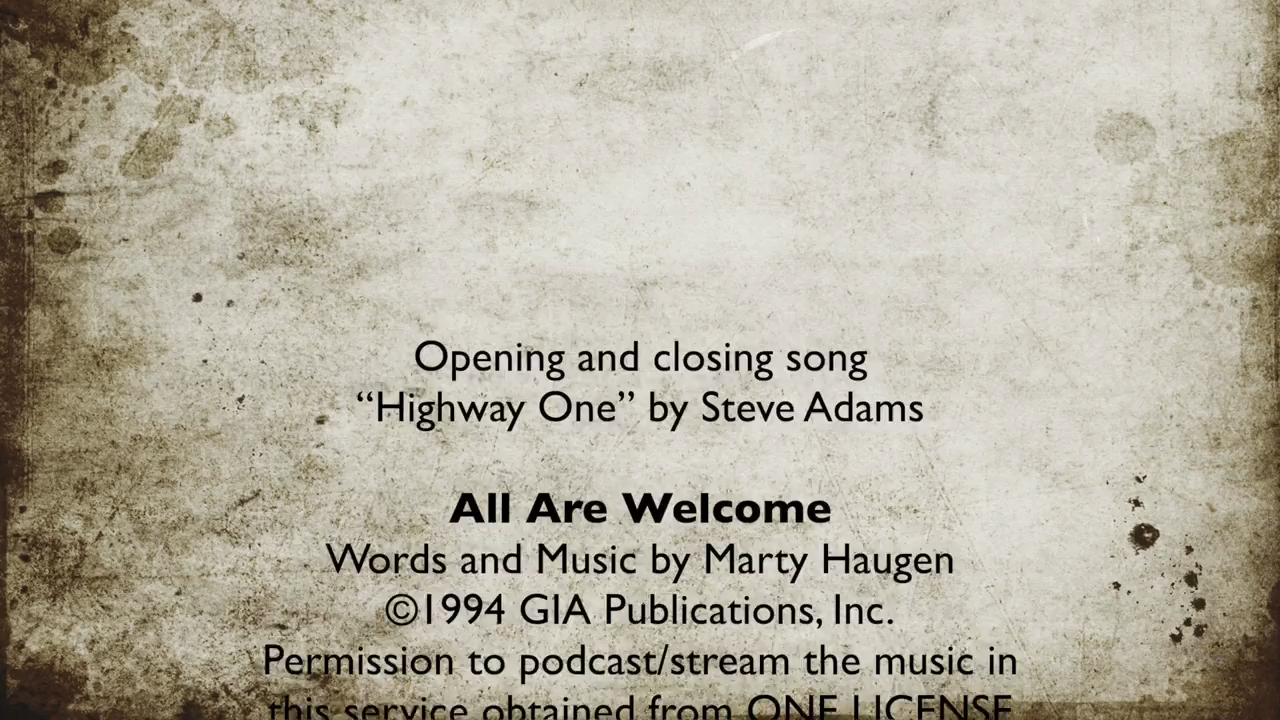 Opening and closing song
“Highway One” by Steve Adams
All Are Welcome
Words and Music by Marty Haugen
©1994 GIA Publications, Inc.
Permission to podcast/stream the music in
this service obtained from ONE LICENSE